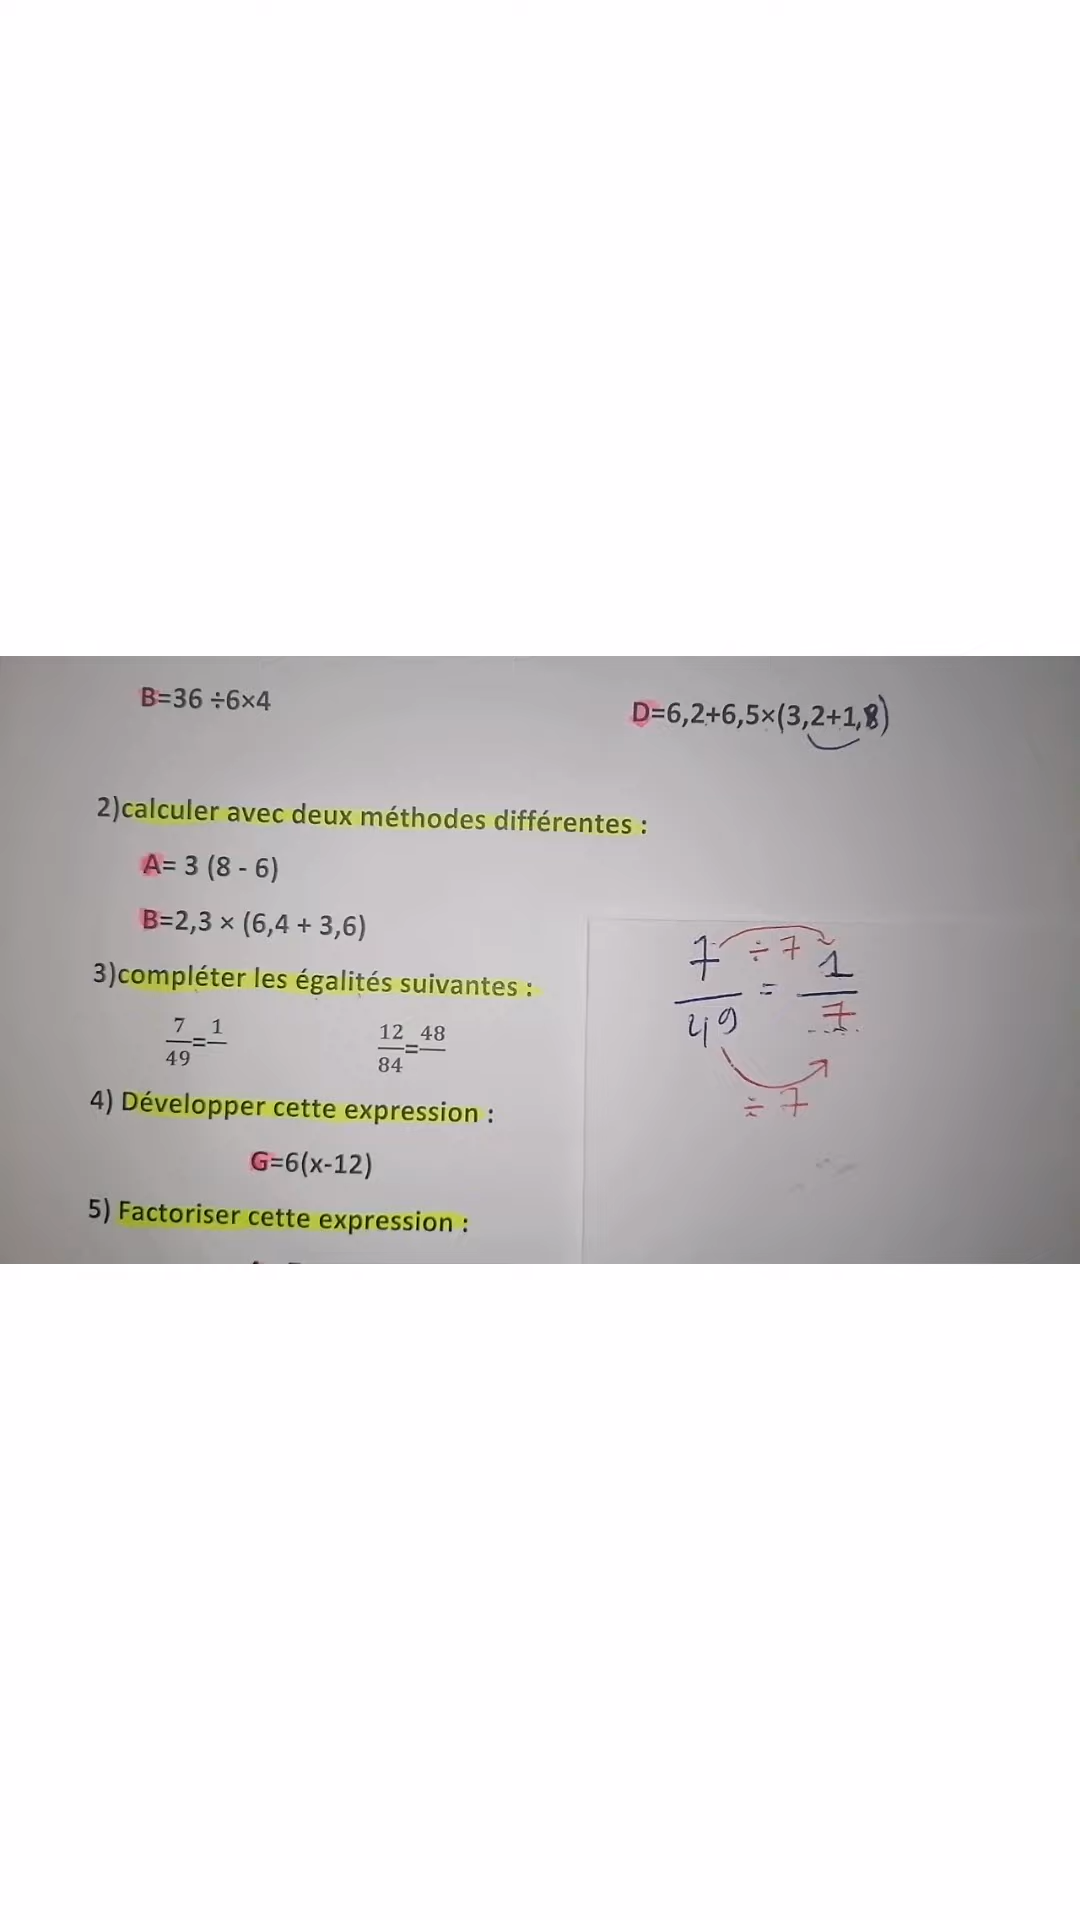 B=36 ÷6×4
D=6,2+6,5×(3,2+1,8)
2)calculer avec deux méthodes différentes :
A= 3 (8 - 6)
B=2,3 × (6,4 + 3,6)
3)compléter les égalités suivantes :
7/49=1/
12/84=48/
7/49 = 1/7
÷ 7
÷ 7
4) Développer cette expression :
G=6(x-12)
5) Factoriser cette expression :